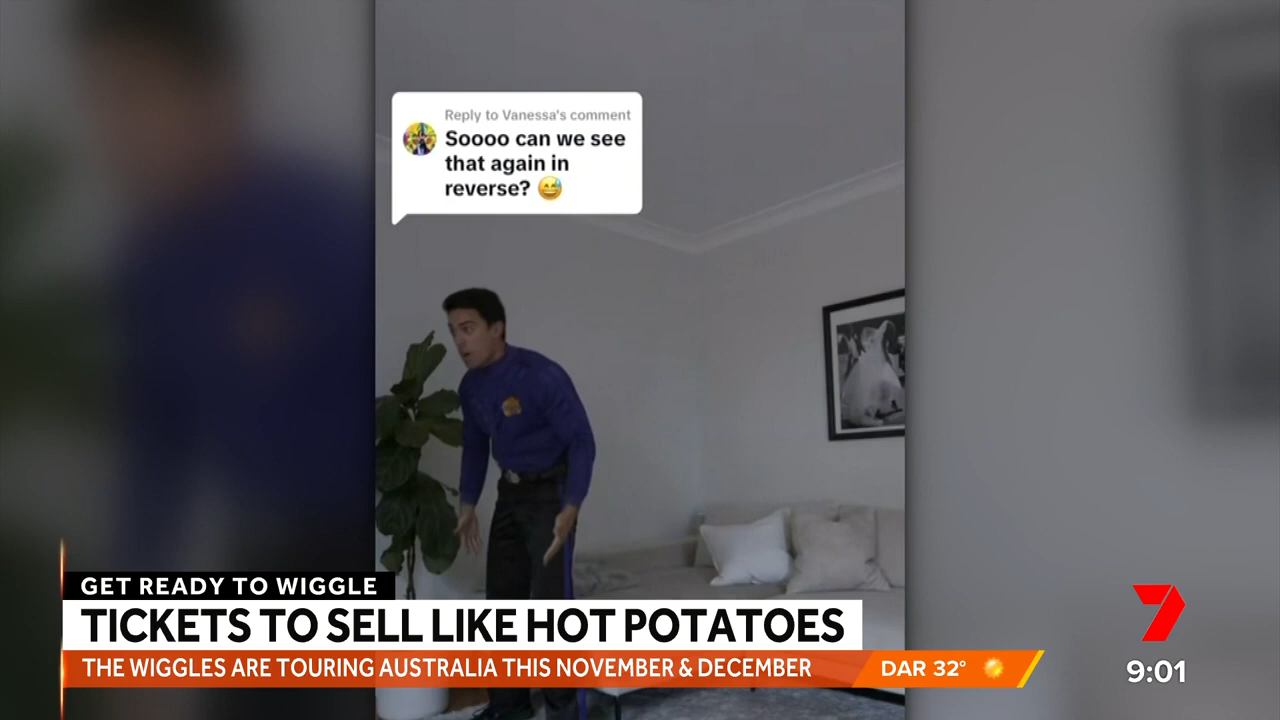 Reply to Vanessa's comment
Soooo can we see
that again in
reverse? 😅
GET READY TO WIGGLE
TICKETS TO SELL LIKE HOT POTATOES
THE WIGGLES ARE TOURING AUSTRALIA THIS NOVEMBER & DECEMBER
DAR 32°
7
9:01